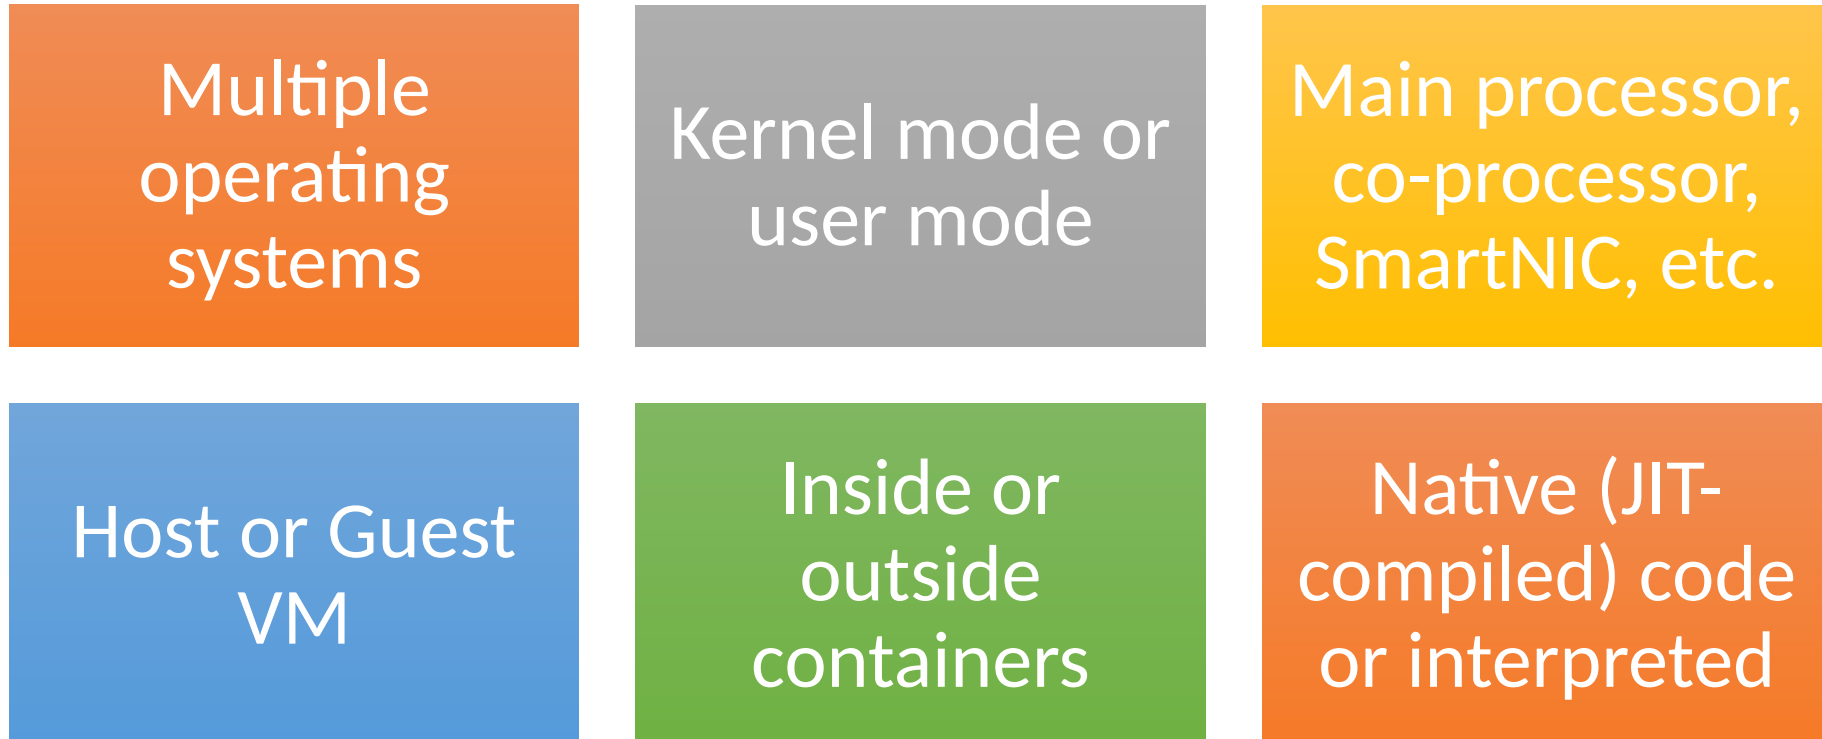 Multiple
operating
systems
Kernel mode or
user mode
Main processor,
co-processor,
SmartNIC, etc.
Host or Guest
VM
Inside or
outside
containers
Native (JIT-
compiled) code
or interpreted